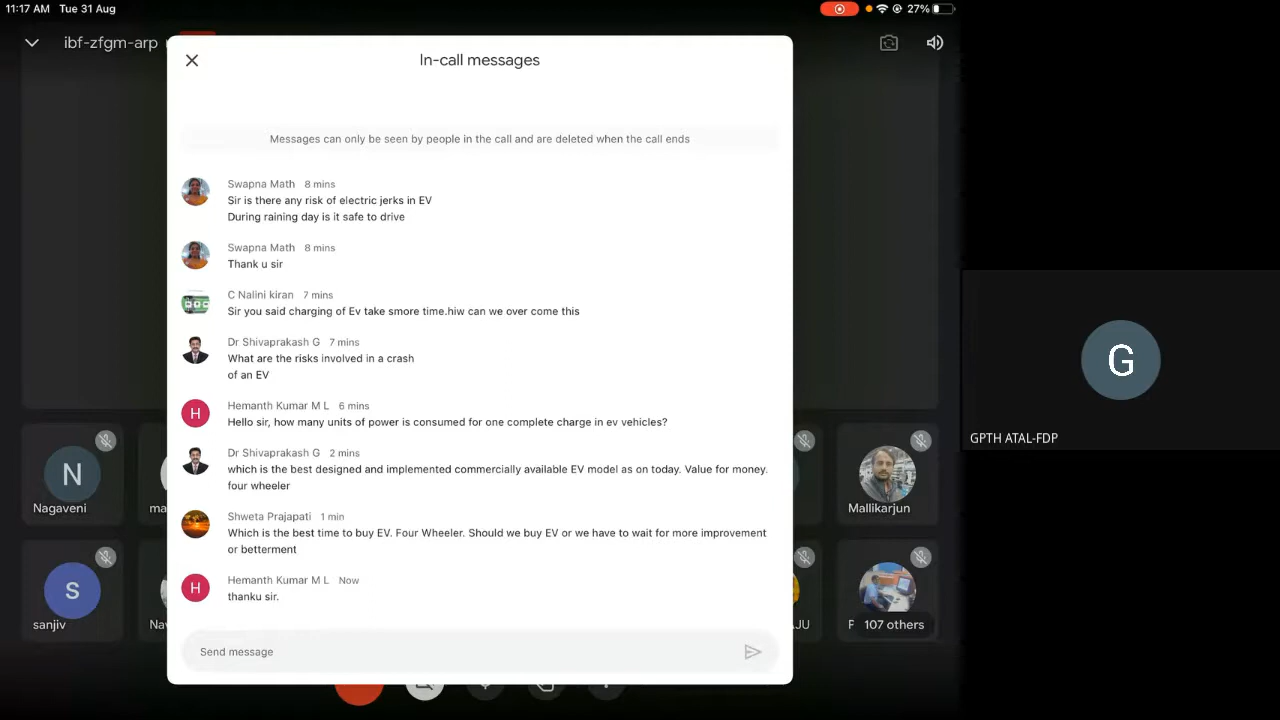 11:17 AM Tue 31 Aug
27%
ibf-zfgm-arp
In-call messages
Messages can only be seen by people in the call and are deleted when the call ends
Swapna Math 8 mins
Sir is there any risk of electric jerks in EV
During raining day is it safe to drive
Swapna Math 8 mins
Thank u sir
C Nalini kiran 7 mins
Sir you said charging of Ev take smore time.hiw can we over come this
Dr Shivaprakash G 7 mins
What are the risks involved in a crash
of an EV
H
Hemanth Kumar M L 6 mins
Hello sir, how many units of power is consumed for one complete charge in ev vehicles?
Dr Shivaprakash G 2 mins
which is the best designed and implemented commercially available EV model as on today. Value for money.
four wheeler
Shweta Prajapati 1 min
Which is the best time to buy EV. Four Wheeler. Should we buy EV or we have to wait for more improvement
or betterment
H
Hemanth Kumar M L Now
thanku sir.
Send message
N
Nagaveni
ma
Mallikarjun
s
sanjiv
Nav
AJU
107 others
G
GPTH ATAL-FDP